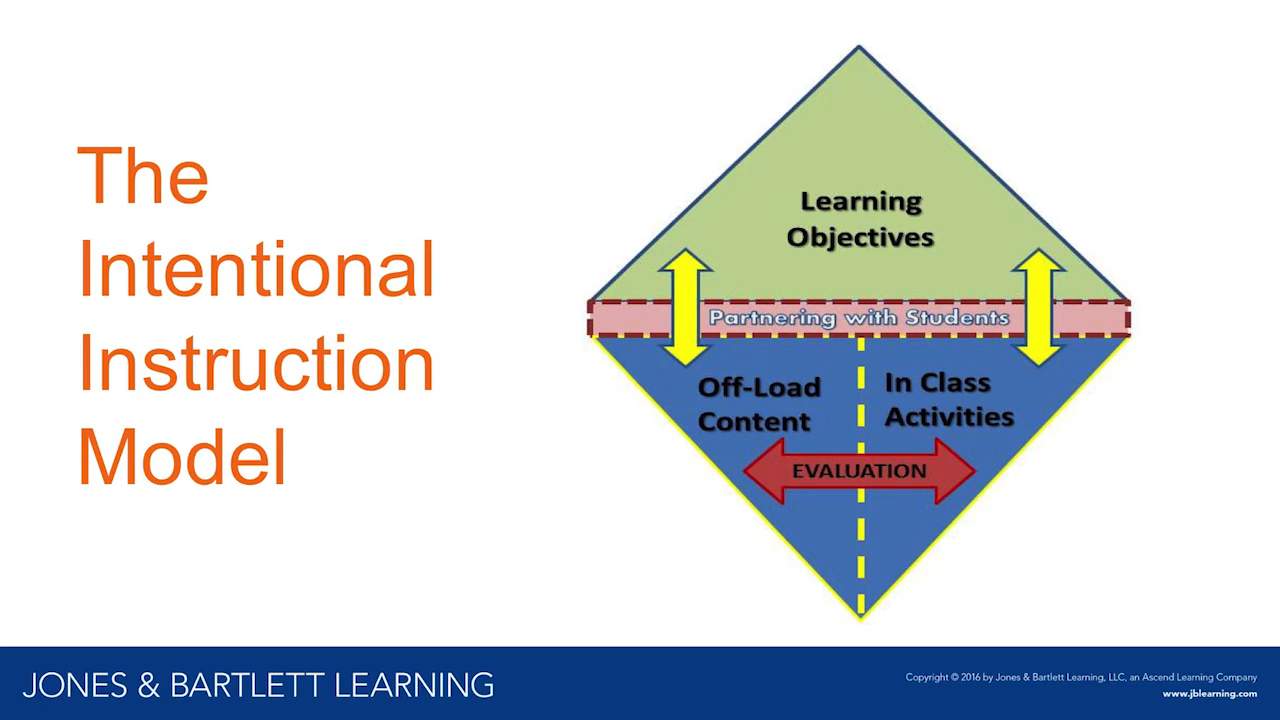 The
Intentional
Instruction
Model
Learning
Objectives
Partnering with Students
Off-Load
Content
In Class
Activities
EVALUATION
JONES & BARTLETT LEARNING
Copyright © 2016 by Jones & Bartlett Learning, LLC, an Ascend Learning Company
www.jblearning.com